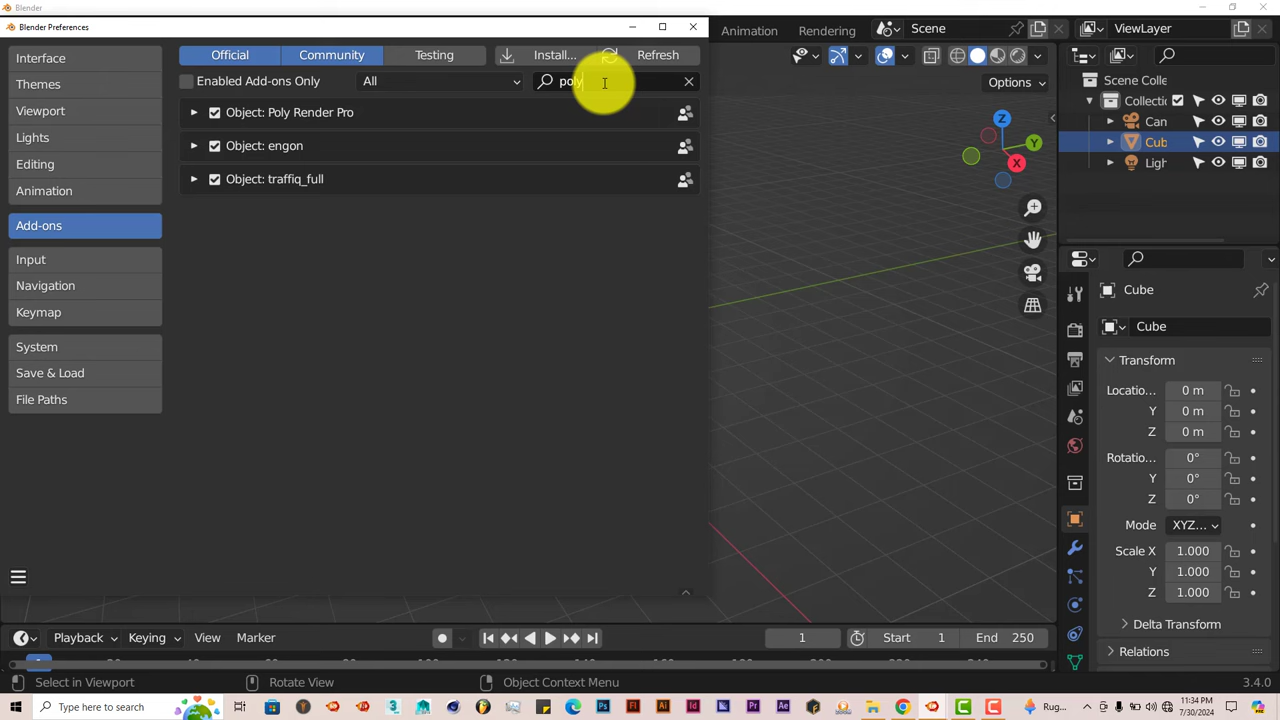 Blender
Blender Preferences
Interface
Themes
Viewport
Lights
Editing
Animation
Add-ons
Input
Navigation
Keymap
System
Save & Load
File Paths
Official
Community
Testing
Install...
Refresh
Enabled Add-ons Only
All
poly
Object: Poly Render Pro
Object: engon
Object: traffiq_full
Animation
Rendering
Scene
ViewLayer
Options
Z
Y
X
Scene Colle
Collecti
Can
Cub
Ligh
Cube
Cube
Transform
Locatio...
0 m
Y
0 m
Z
0 m
Rotatio...
0°
Y
0°
Z
0°
Mode
XYZ...
Scale X
1.000
Y
1.000
Z
1.000
Delta Transform
Relations
Playback
Keying
View
Marker
1
Start
1
End
250
Select in Viewport
Rotate View
Object Context Menu
3.4.0
Type here to search
11:34 PM
7/30/2024